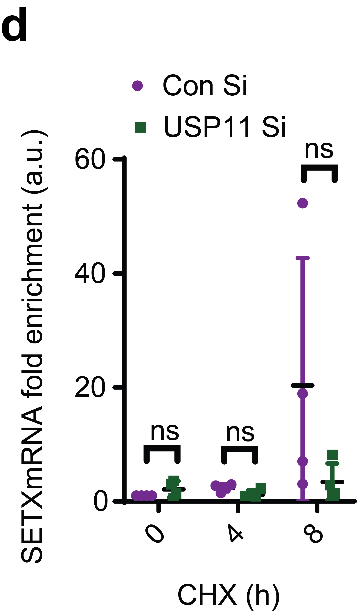 d
Con Si
USP11 Si
SETXmRNA fold enrichment (a.u.)
60
40
20
0
ns
ns
ns
0
4
8
CHX (h)